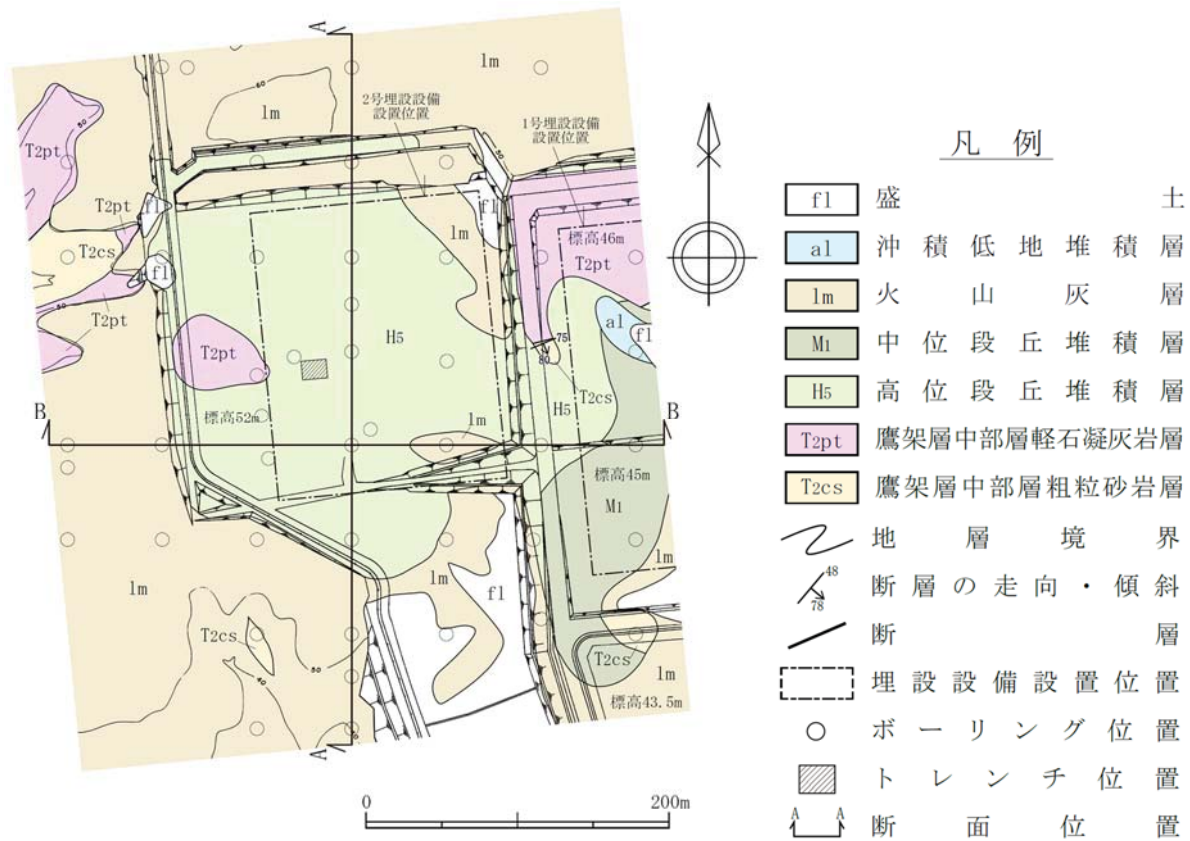 A
lm
60
lm
2号埋設設備
設置位置
1号埋設設備
設置位置
50
T2pt
50
T2pt
fl
fl
lm
標高46m
T2pt
T2cs
fl
50
T2pt
al
fl
75
80
T2pt
H5
T2cs
H5
B
標高52m
lm
B
標高45m
M1
lm
lm
lm
fl
T2cs
50
40
T2cs
lm
標高43.5m
50
A
0
200m
凡例
fl 盛土
al 沖積低地堆積層
lm 火山灰層
M1 中位段丘堆積層
H5 高位段丘堆積層
T2pt 鷹架層中部層軽石凝灰岩層
T2cs 鷹架層中部層粗粒砂岩層
地層境界
48
78
断層の走向・傾斜
断層
埋設設備設置位置
ボーリング位置
トレンチ位置
A A
断面位置